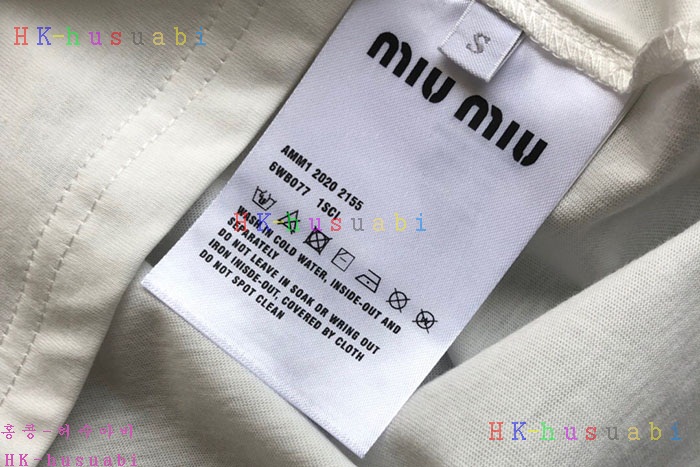 HK-husuabi
S
MIU MIU
AMM1 2020 2155
6WB077 1SCI
HK-husuabi
WASH IN COLD WATER, INSIDE-OUT AND
SEPARATELY
DO NOT LEAVE IN SOAK OR WRING OUT
IRON INISDE-OUT, COVERED BY CLOTH
DO NOT SPOT CLEAN
홍콩-허수아비
HK-husuabi
HK-husuabi